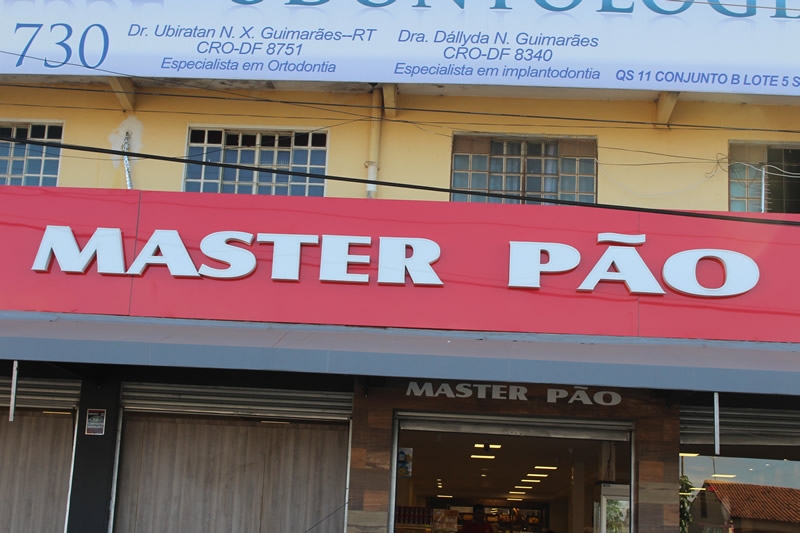 ODONTOLOGI
730
Dr. Ubiratan N. X. Guimarães–RT
CRO-DF 8751
Especialista em Ortodontia
Dra. Dállyda N. Guimarães
CRO-DF 8340
Especialista em implantodontia
QS 11 CONJUNTO B LOTE 5 S
MASTER PÃO
MASTER PÃO